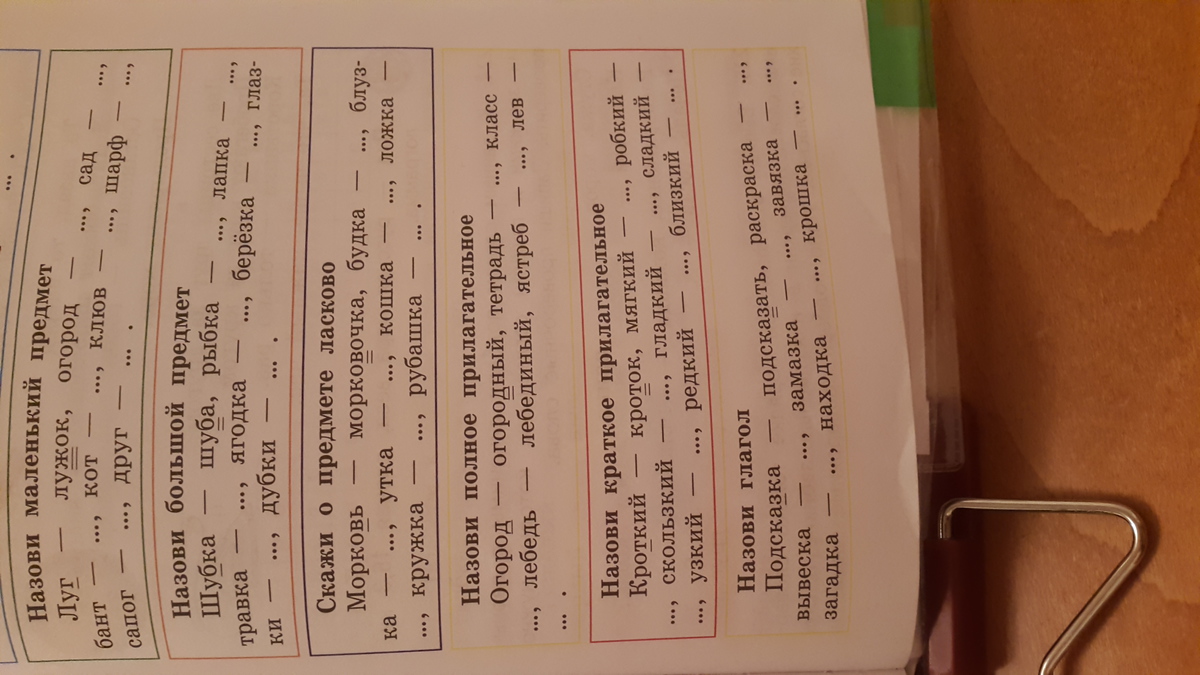 ... .
Назови маленький предмет
Луг — лужок, огород — ..., сад — ...,
бант — ..., кот — ..., клюв — ..., шарф — ...,
сапог — ..., друг — ... .
Назови большой предмет
Шубка — шуба, рыбка — ..., лапка — ...,
травка — ..., ягодка — ..., берёзка — ..., глаз-
ки — ..., дубки — ... .
Скажи о предмете ласково
Морковь — морковочка, будка — ..., блуз-
ка — ..., утка — ..., кошка — ..., ложка —
..., кружка — ..., рубашка — ... .
Назови полное прилагательное
Огород — огородный, тетрадь — ..., класс —
..., лебедь — лебединый, ястреб — ..., лев —
... .
Назови краткое прилагательное
Кроткий — кроток, мягкий — ..., робкий —
..., скользкий — ..., гладкий — ..., сладкий —
..., узкий — ..., редкий — ..., близкий — ... .
Назови глагол
Подсказка — подсказать, раскраска — ...,
вывеска — ..., замазка — ..., завязка — ...,
загадка — ..., находка — ..., крошка — ... .